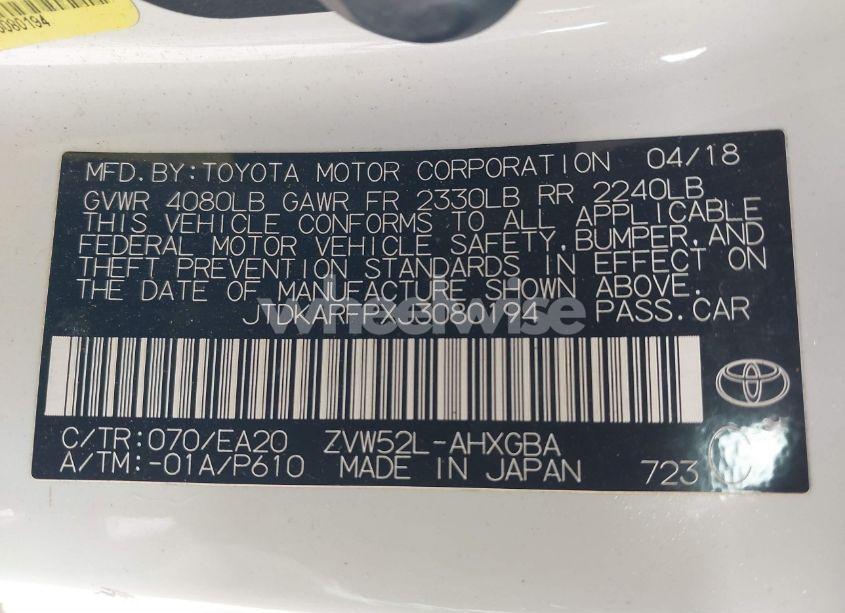 0080194
MFD. BY: TOYOTA MOTOR CORPORATION 04/18
GVWR 4080LB GAWR FR 2330LB RR 2240LB
THIS VEHICLE CONFORMS TO ALL APPLICABLE
FEDERAL MOTOR VEHICLE SAFETY, BUMPER, AND
THEFT PREVENTION STANDARDS IN EFFECT ON
THE DATE OF MANUFACTURE SHOWN ABOVE.
JTDKARFPXJ3080194 PASS. CAR
wheelwise
C/TR: 070/EA20 ZVW52L-AHXGBA
A/TM: -01A/P610 MADE IN JAPAN 723 C